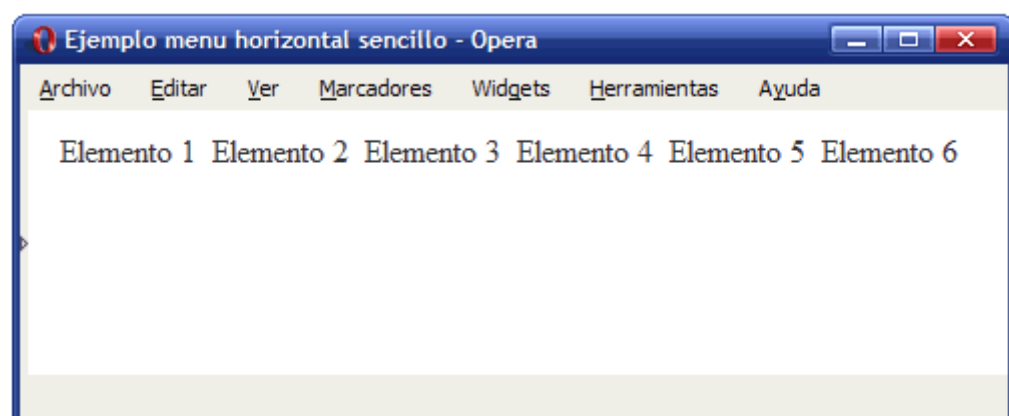 Ejemplo menu horizontal sencillo - Opera
Archivo Editar Ver Marcadores Widgets Herramientas Ayuda
Elemento 1 Elemento 2 Elemento 3 Elemento 4 Elemento 5 Elemento 6